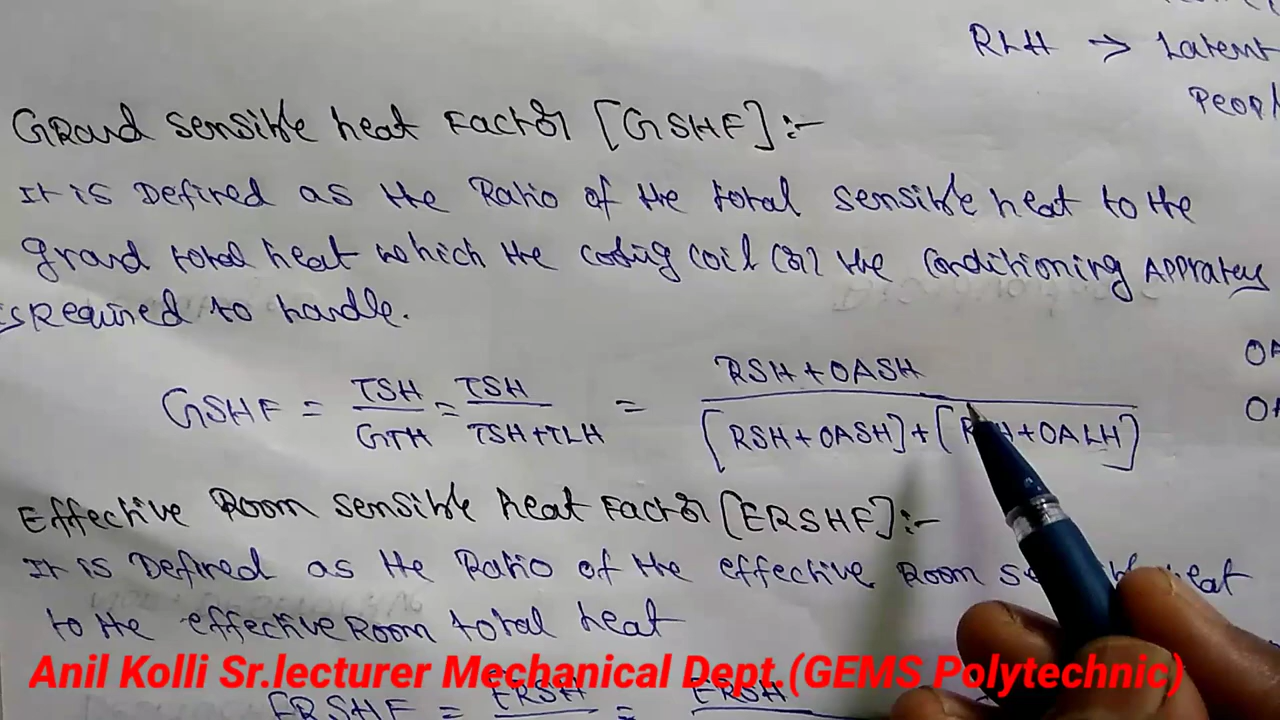 RLH → Latent
Peopl
GRand sensible heat Factor [GSHF]:-
It is Defined as the Ratio of the total sensible heat to the
grand total heat which the cooling coil (or) the conditioning Appratus
is Required to handle.
GSHF = TSH/GTH = TSH/TSH+TLH = RSH+OASH/[RSH+OASH]+[R H+OALH]
OA
OA
Effective Room sensible heat Factor [ERSHF]:-
It is Defined as the Ratio of the effective Room se heat
to the effective Room total heat
Anil Kolli Sr.lecturer Mechanical Dept.(GEMS Polytechnic)
ERSHF = ERSH = ERSH